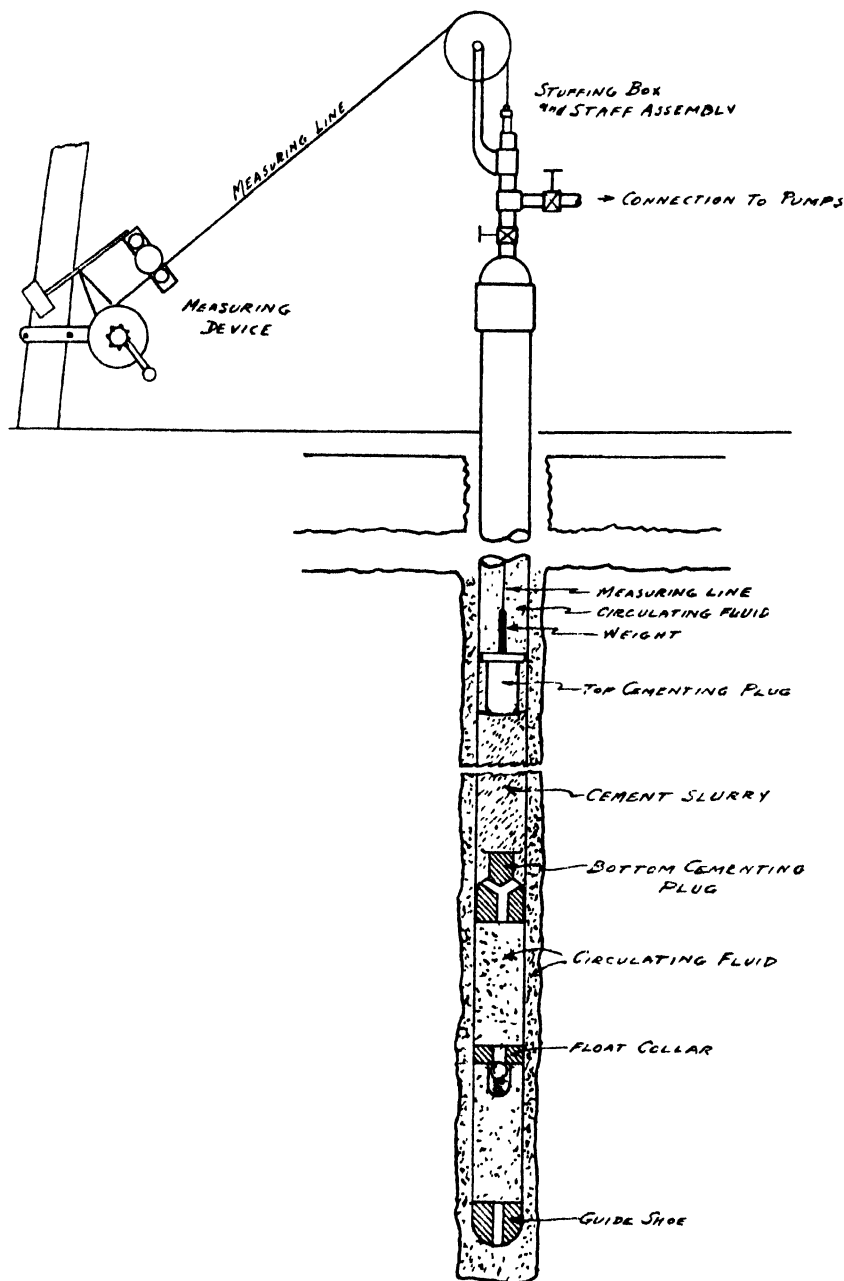 STUFFING BOX
and STAFF ASSEMBLY
MEASURING LINE
→ CONNECTION TO PUMPS
MEASURING
DEVICE
MEASURING LINE
CIRCULATING FLUID
WEIGHT
TOP CEMENTING PLUG
CEMENT SLURRY
BOTTOM CEMENTING
PLUG
CIRCULATING FLUID
FLOAT COLLAR
GUIDE SHOE